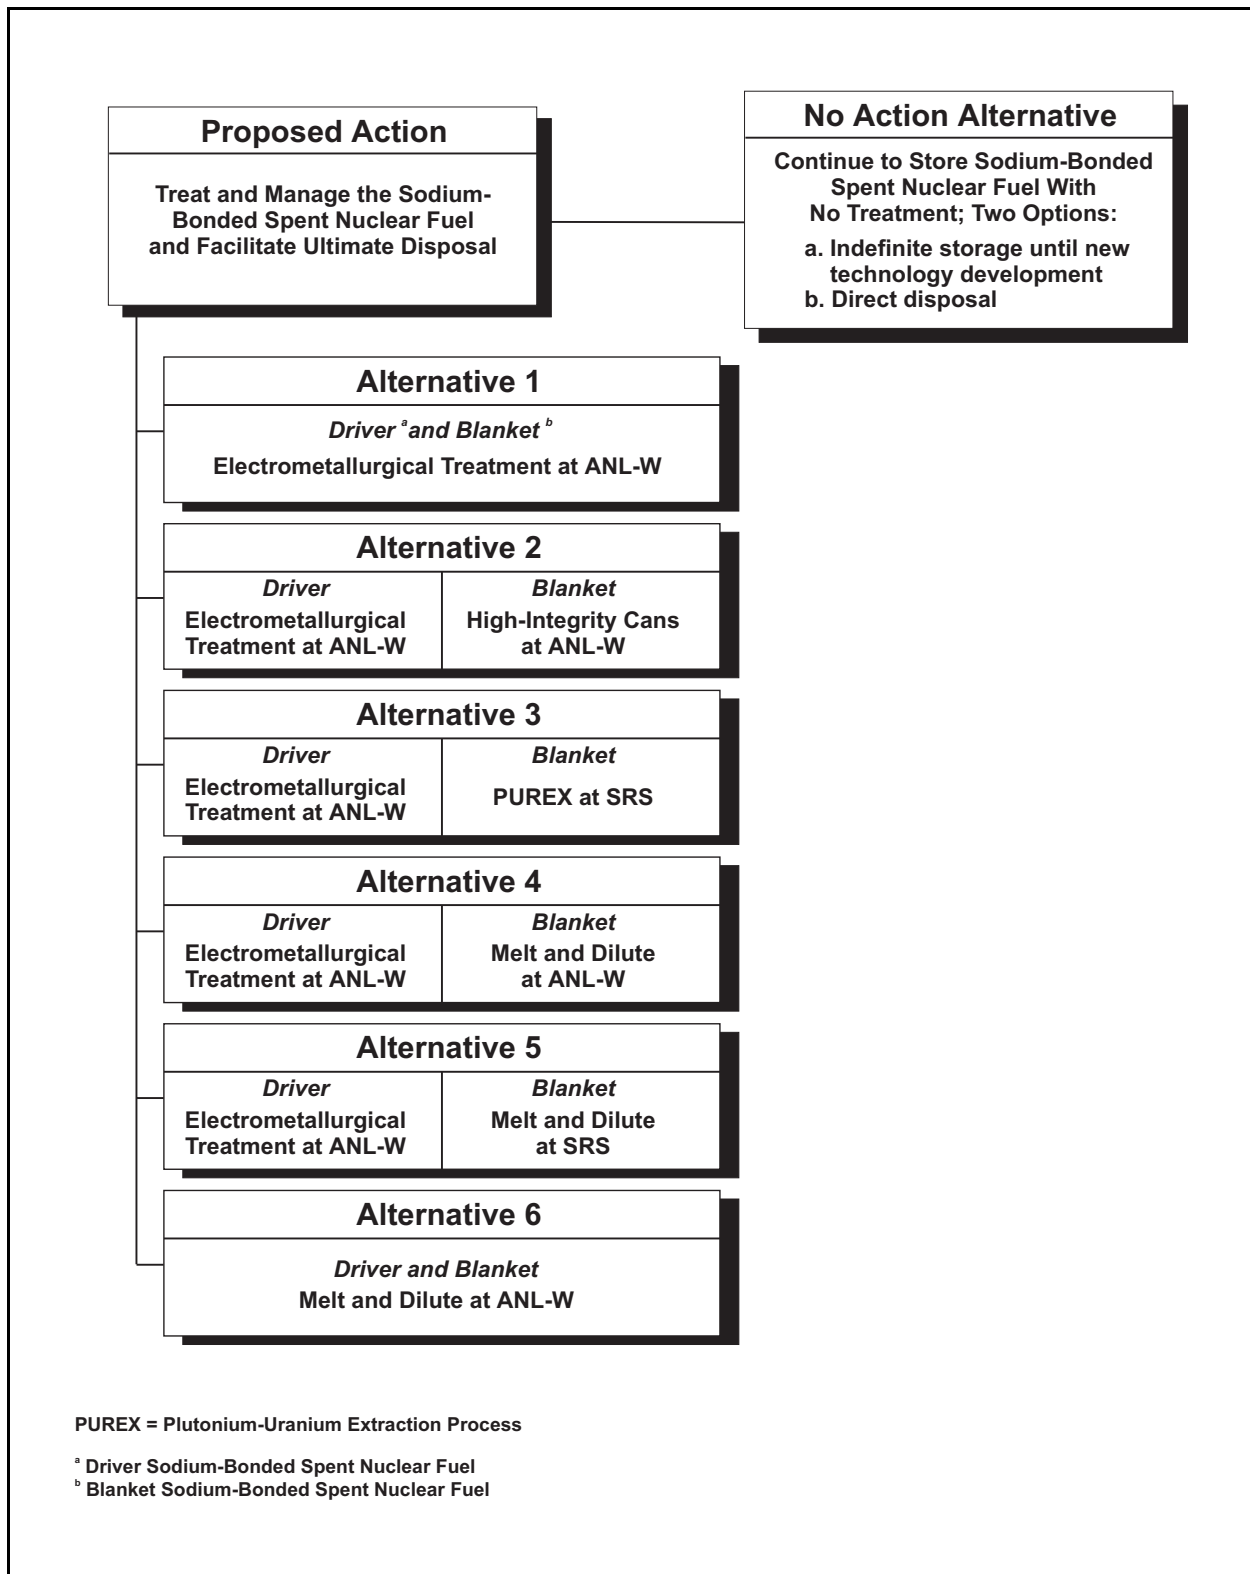 Proposed Action
Treat and Manage the Sodium-
Bonded Spent Nuclear Fuel
and Facilitate Ultimate Disposal
No Action Alternative
Continue to Store Sodium-Bonded
Spent Nuclear Fuel With
No Treatment; Two Options:
a. Indefinite storage until new
technology development
b. Direct disposal
Alternative 1
Driver a and Blanket b
Electrometallurgical Treatment at ANL-W
Alternative 2
Driver
Electrometallurgical
Treatment at ANL-W
Blanket
High-Integrity Cans
at ANL-W
Alternative 3
Driver
Electrometallurgical
Treatment at ANL-W
Blanket
PUREX at SRS
Alternative 4
Driver
Electrometallurgical
Treatment at ANL-W
Blanket
Melt and Dilute
at ANL-W
Alternative 5
Driver
Electrometallurgical
Treatment at ANL-W
Blanket
Melt and Dilute
at SRS
Alternative 6
Driver and Blanket
Melt and Dilute at ANL-W
PUREX = Plutonium-Uranium Extraction Process
a Driver Sodium-Bonded Spent Nuclear Fuel
b Blanket Sodium-Bonded Spent Nuclear Fuel